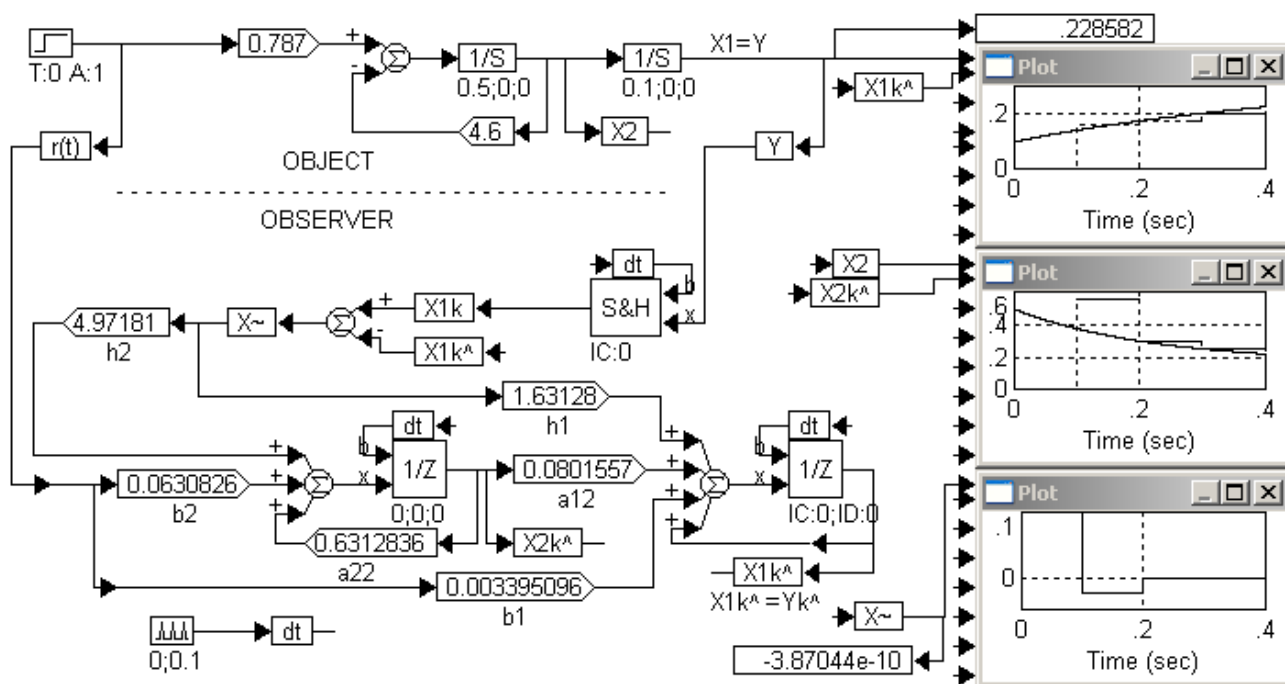 .228582
0.787
+
-
Σ
1/S
1/S
X1=Y
Plot
T:0 A:1
0.5;0;0
0.1;0;0
X1k^
.2
4.6
X2
0
r(t)
OBJECT
Y
0 .2 .4
Time (sec)
OBSERVER
dt
X2
Plot
b
X2k^
S&H
x
.6
4.97181
X~
Σ
+
-
X1k
.4
h2
X1k^
IC:0
.2
0
1.63128
0 .2 .4
h1
Time (sec)
dt
dt
+
b
+
b
Plot
0.0630826
+
Σ
x
1/Z
0.0801557
+
Σ
x
1/Z
b2
+
0;0;0
a12
+
IC:0;ID:0
.1
0.6312836
X2k^
+
a22
X1k^
0
0.003395096
X1k^ =Yk^
b1
X~
0 .2 .4
dt
Time (sec)
0;0.1
-3.87044e-10